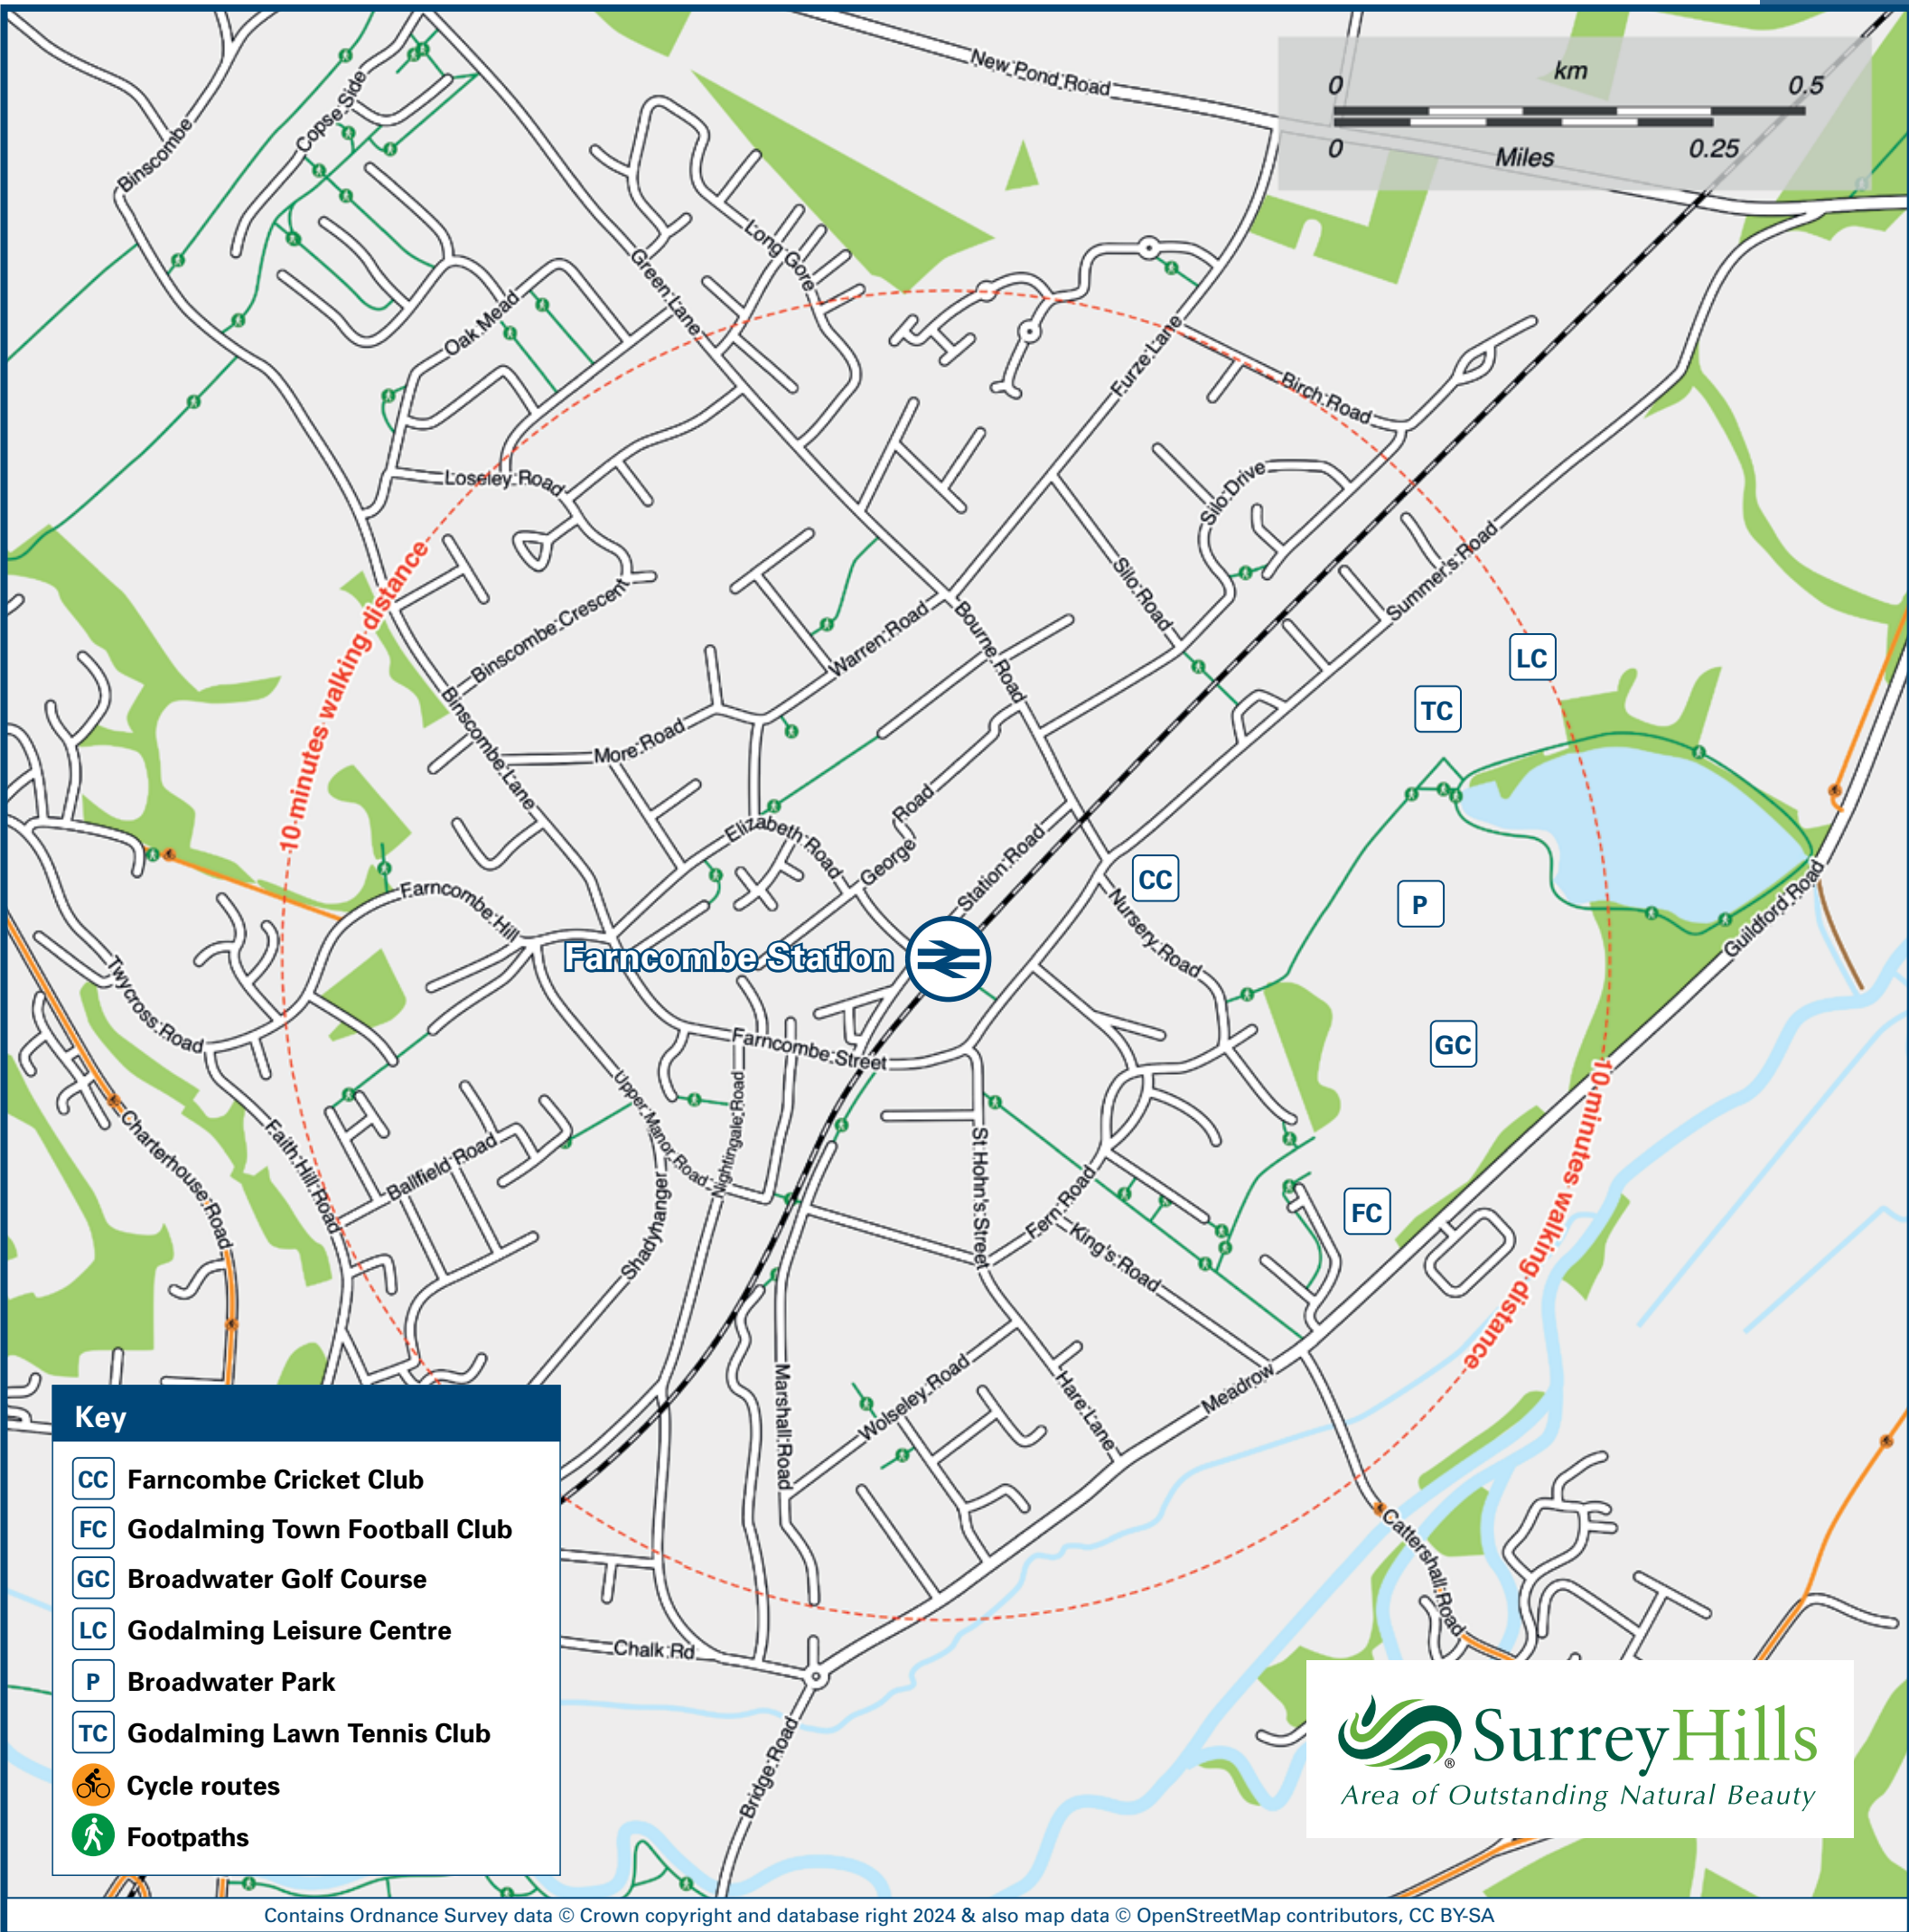 New Pond Road
km
0 0.5
0 Miles 0.25
Copse Side
Binscombe
Long Gore
Green Lane
Oak Mead
Furze Lane
Birch Road
Loseley Road
Silo Drive
10 minutes walking distance
Silo Road
Summer's Road
Binscombe Crescent
Warren Road
Bourne Road
LC
TC
Binscombe Lane
More Road
Elizabeth Road
George Road
Station Road
CC
P
Farncombe Hill
Nursery Road
Guildford Road
Farncombe Station
Twycross Road
Farncombe Street
GC
Upper Manor Road
Nightingale Road
10 minutes walking distance
Charterhouse Road
Faith Hill Road
Ballfield Road
St Hohn's Street
Fern Road
FC
Shadyhanger
King's Road
Marshall Road
Wolseley Road
Hare Lane
Meadrow
Cattershall Road
Chalk Rd
Bridge Road
Key
CC Farncombe Cricket Club
FC Godalming Town Football Club
GC Broadwater Golf Course
LC Godalming Leisure Centre
P Broadwater Park
TC Godalming Lawn Tennis Club
Cycle routes
Footpaths
SurreyHills
®
Area of Outstanding Natural Beauty
Contains Ordnance Survey data © Crown copyright and database right 2024 & also map data © OpenStreetMap contributors, CC BY-SA